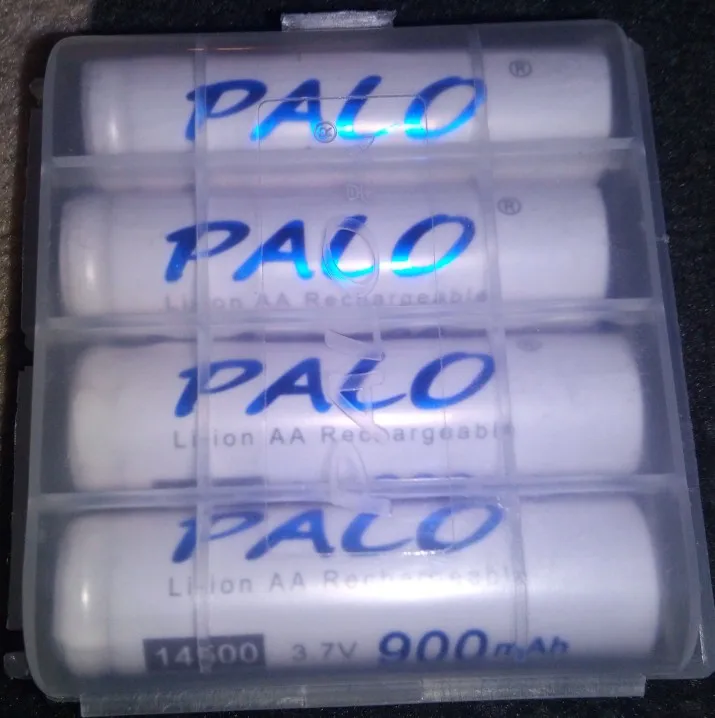 PALO ®
PALO ®
Li-ion AA Rechargeable
PALO
Li-ion AA Rechargeable
PALO
Li-ion AA Rechargeable
14500 3.7V 900mAh
PALO ®